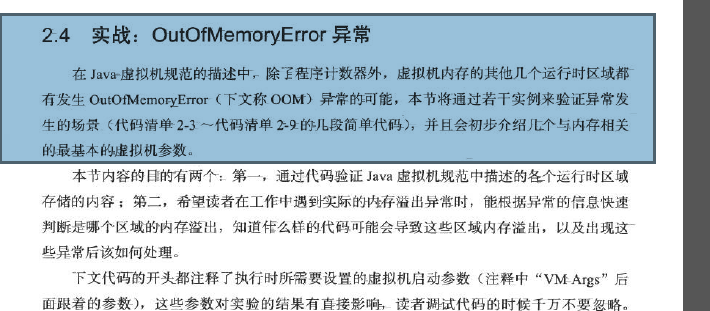 2.4 实战：OutOfMemoryError 异常
在 Java 虚拟机规范的描述中，除了程序计数器外，虚拟机内存的其他几个运行时区域都
有发生 OutOfMemoryError（下文称 OOM）异常的可能，本节将通过若干实例来验证异常发
生的场景（代码清单 2-3 ～代码清单 2-9 的几段简单代码），并且会初步介绍几个与内存相关
的最基本的虚拟机参数。
本节内容的目的有两个：第一，通过代码验证 Java 虚拟机规范中描述的各个运行时区域
存储的内容；第二，希望读者在工作中遇到实际的内存溢出异常时，能根据异常的信息快速
判断是哪个区域的内存溢出，知道什么样的代码可能会导致这些区域内存溢出，以及出现这
些异常后该如何处理。
下文代码的开头都注释了执行时所需要设置的虚拟机启动参数（注释中“VM Args”后
面跟着的参数），这些参数对实验的结果有直接影响，读者调试代码的时候千万不要忽略。